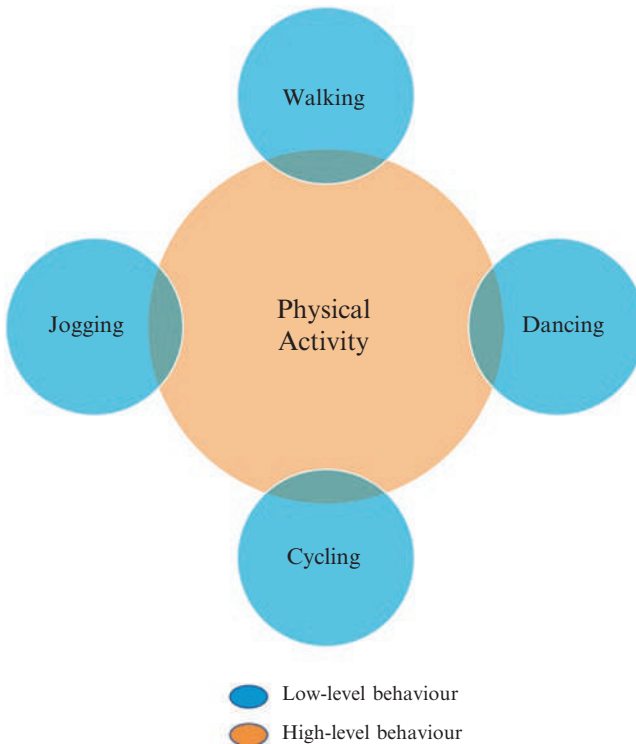 Walking
Jogging
Physical
Activity
Dancing
Cycling
Low-level behaviour
High-level behaviour